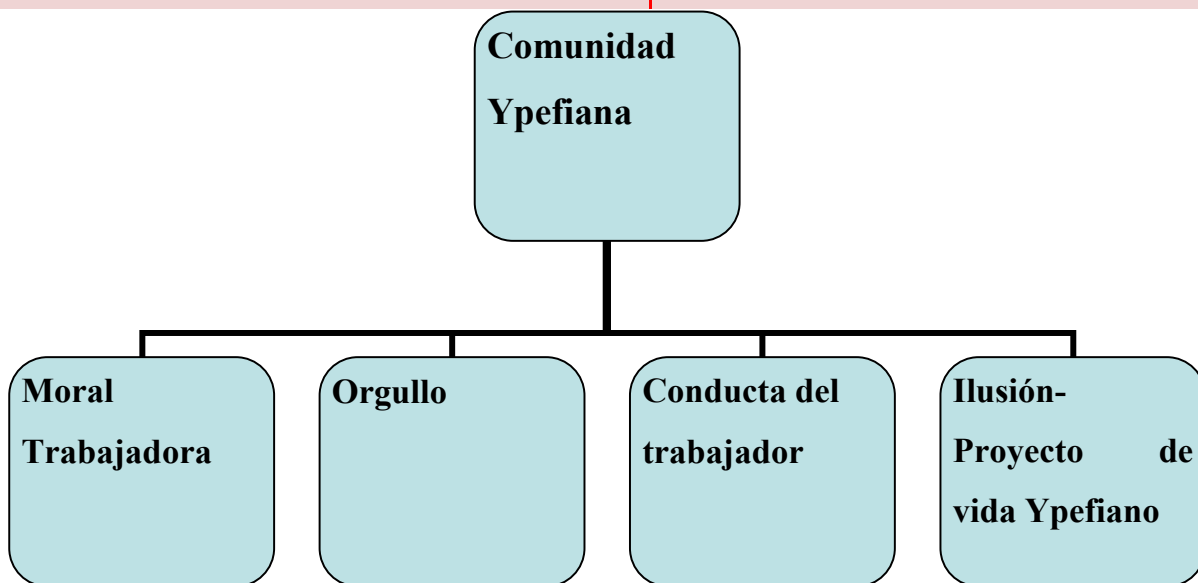 Comunidad
Ypefiana
Moral
Trabajadora
Orgullo
Conducta del
trabajador
Ilusión-
Proyecto de
vida Ypefiano